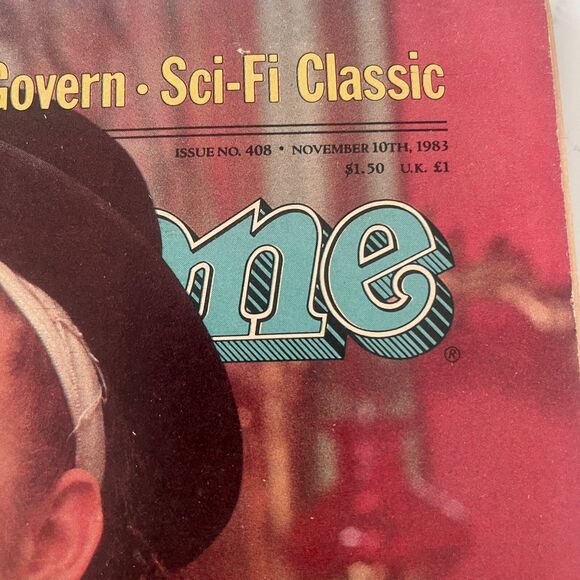 Govern · Sci-Fi Classic
ISSUE NO. 408 · NOVEMBER 10TH, 1983
$1.50 U.K. £1
me
®